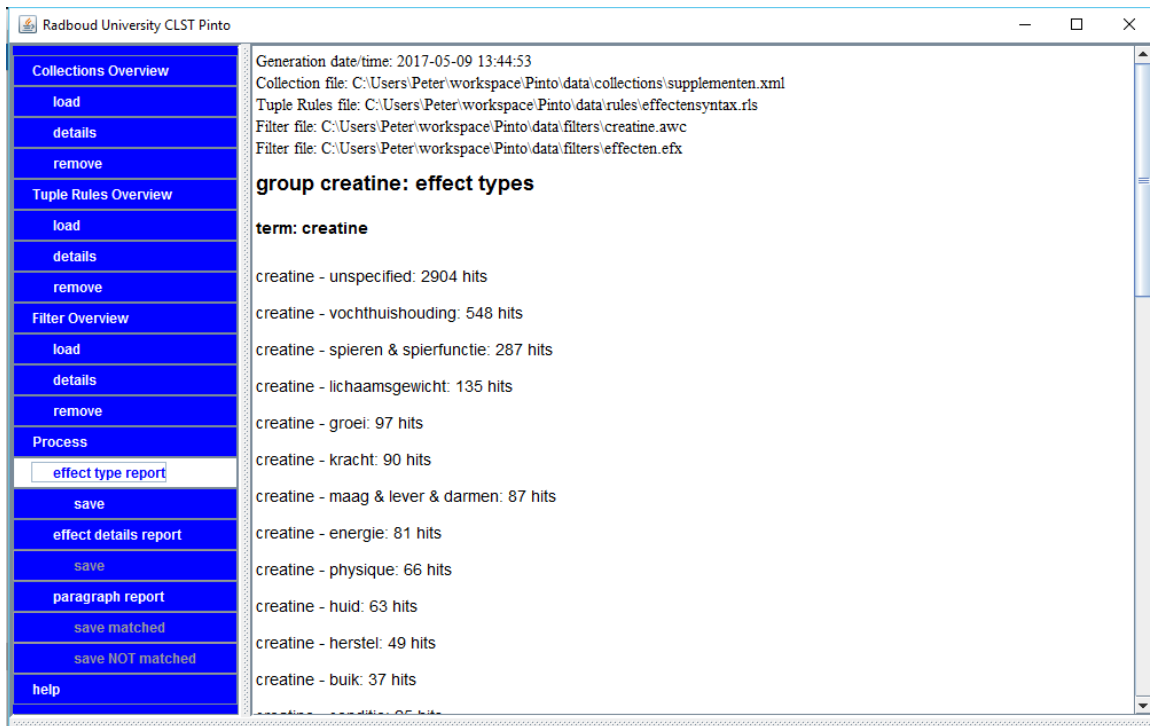 Radboud University CLST Pinto
Collections Overview
load
details
remove
Tuple Rules Overview
load
details
remove
Filter Overview
load
details
remove
Process
effect type report
save
effect details report
save
paragraph report
save matched
save NOT matched
help
Generation date/time: 2017-05-09 13:44:53
Collection file: C:\Users\Peter\workspace\Pinto\data\collections\supplementen.xml
Tuple Rules file: C:\Users\Peter\workspace\Pinto\data\rules\effectensyntax.rls
Filter file: C:\Users\Peter\workspace\Pinto\data\filters\creatine.awc
Filter file: C:\Users\Peter\workspace\Pinto\data\filters\effecten.efx
group creatine: effect types
term: creatine
creatine - unspecified: 2904 hits
creatine - vochthuishouding: 548 hits
creatine - spieren & spierfunctie: 287 hits
creatine - lichaamsgewicht: 135 hits
creatine - groei: 97 hits
creatine - kracht: 90 hits
creatine - maag & lever & darmen: 87 hits
creatine - energie: 81 hits
creatine - physique: 66 hits
creatine - huid: 63 hits
creatine - herstel: 49 hits
creatine - buik: 37 hits